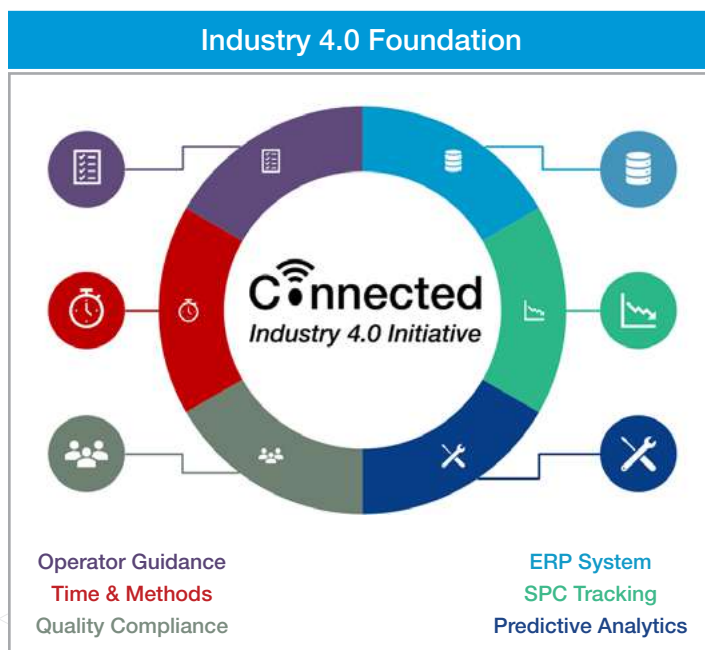 Industry 4.0 Foundation
Connected
Industry 4.0 Initiative
Operator Guidance
Time & Methods
Quality Compliance
ERP System
SPC Tracking
Predictive Analytics